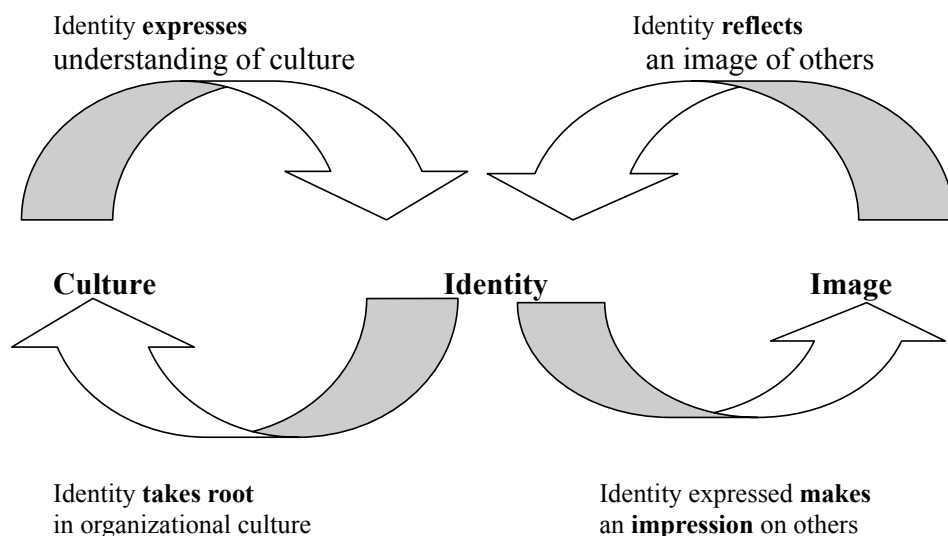 Identity expresses
understanding of culture
Identity reflects
an image of others
Culture
Identity
Image
Identity takes root
in organizational culture
Identity expressed makes
an impression on others